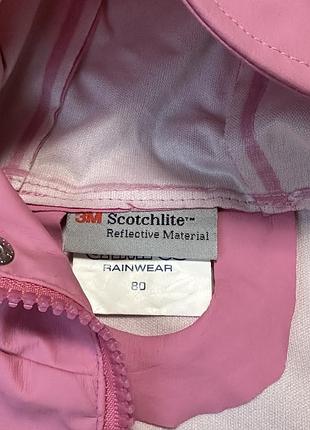 3M Scotchlite™
Reflective Material
RAINWEAR
80